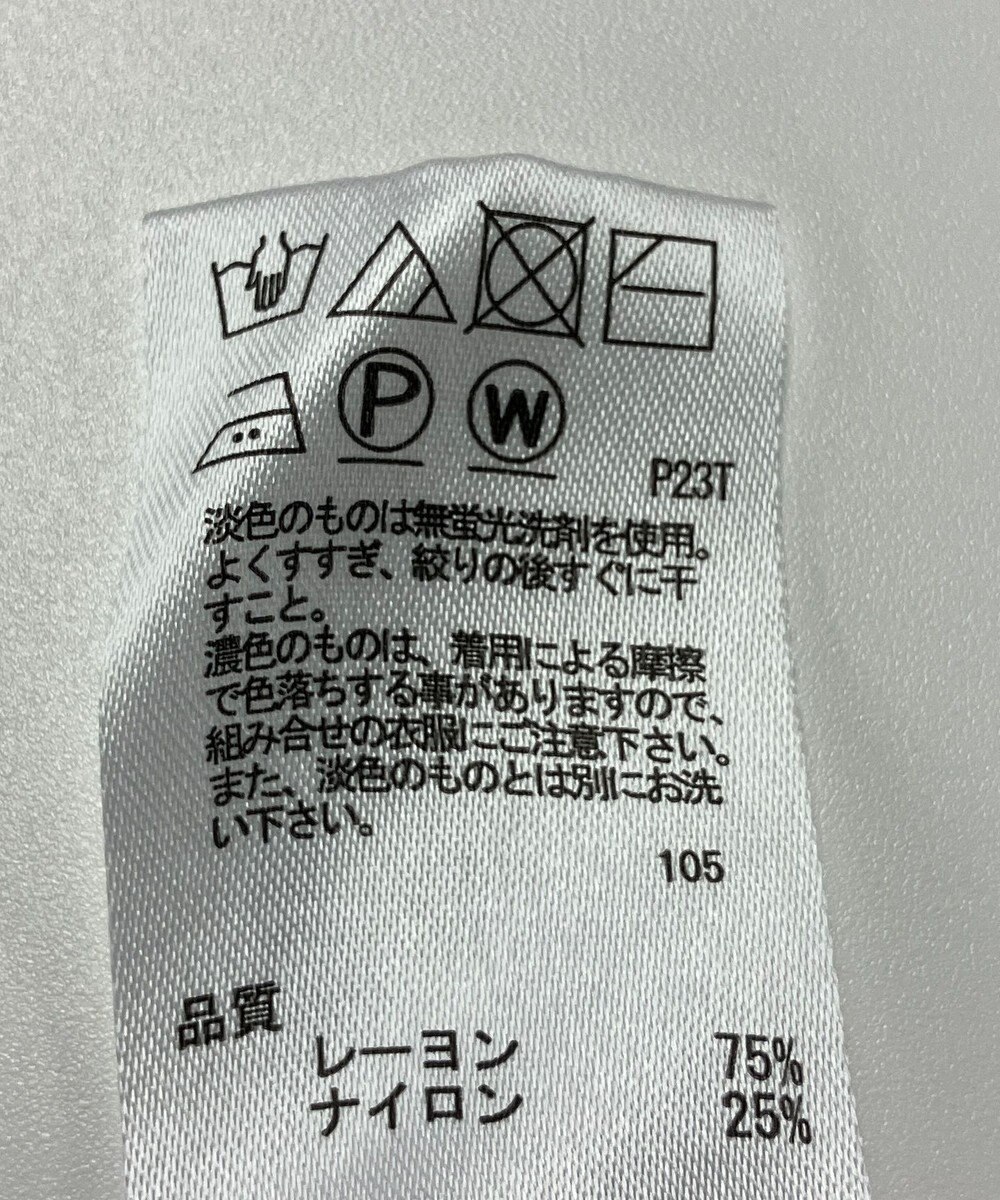 P
W
P23T
淡色のものは無蛍光洗剤を使用。
よくすすぎ、絞りの後すぐに干
すこと。
濃色のものは、着用による摩擦
で色落ちする事がありますので、
組み合せの衣服にご注意下さい。
また、淡色のものとは別にお洗
い下さい。
105
品質
レーヨン 75%
ナイロン 25%